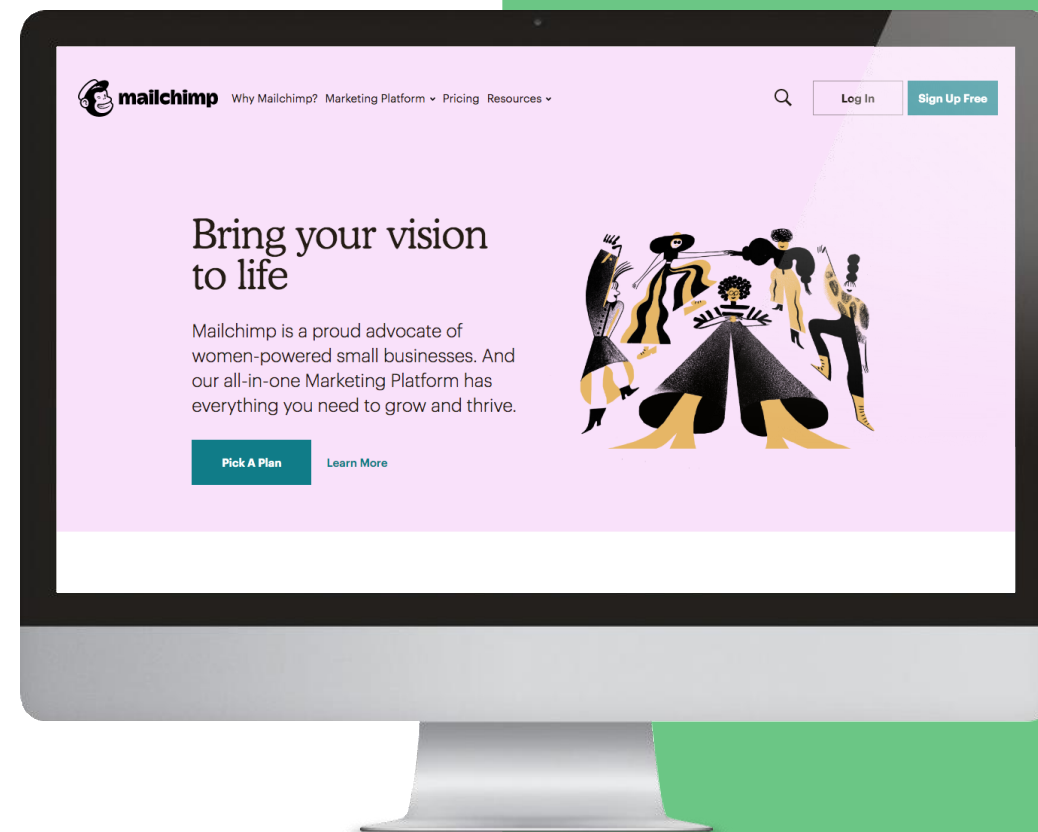 mailchimp Why Mailchimp? Marketing Platform Pricing Resources Log In Sign Up Free
Bring your vision
to life
Mailchimp is a proud advocate of
women-powered small businesses. And
our all-in-one Marketing Platform has
everything you need to grow and thrive.
Pick A Plan Learn More